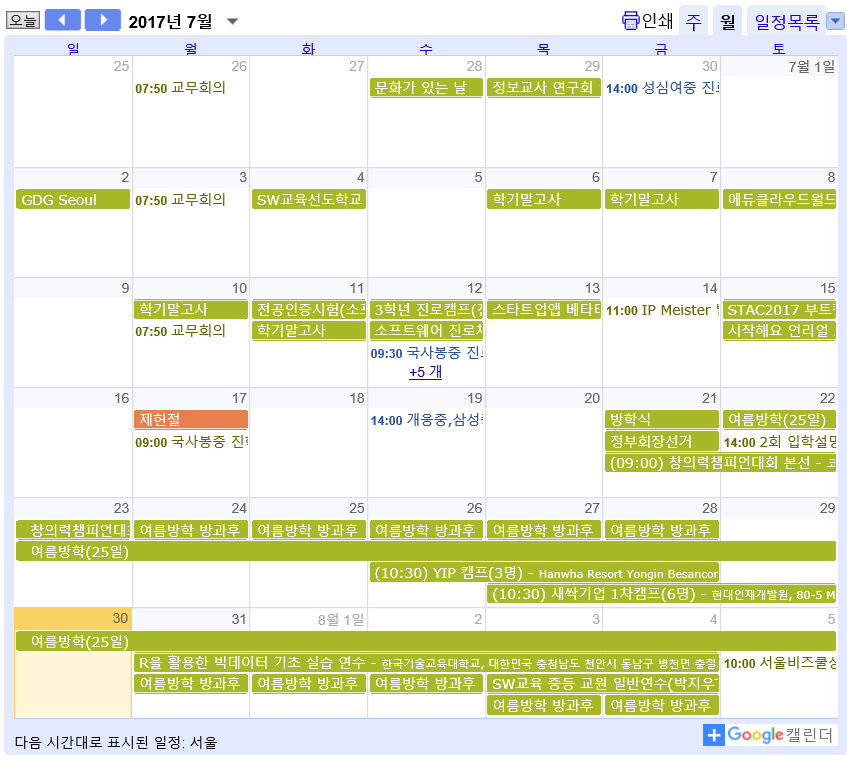 오늘 2017년 7월 인쇄 주 월 일정목록
일 월 화 수 목 금 토
25 26 27 28 29 30 7월 1일
07:50 교무회의 문화가 있는 날 정보교사 연구회 14:00 성심여중 진로
2 3 4 5 6 7 8
GDG Seoul 07:50 교무회의 SW교육선도학교 학기말고사 학기말고사 에듀클라우드월드
9 10 11 12 13 14 15
학기말고사 전공인증시험(소프 3학년 진로캠프( 스타트업앱 베타테 11:00 IP Meister STAC2017 부트
07:50 교무회의 학기말고사 소프트웨어 진로체 시작해요 언리얼
09:30 국사봉중 진로
+5 개
16 17 18 19 20 21 22
제헌절 14:00 개웅중,삼성 방학식 여름방학(25일)
09:00 국사봉중 진학 정부회장선거 14:00 2회 입학설명
(09:00) 창의력챔피언대회 본선 - 코
23 24 25 26 27 28 29
창의력챔피언대회 여름방학 방과후 여름방학 방과후 여름방학 방과후 여름방학 방과후 여름방학 방과후
여름방학(25일)
(10:30) YIP 캠프(3명) - Hanwha Resort Yongin Besancon
(10:30) 새싹기업 1차캠프(6명) - 현대인재개발원, 80-5 M
30 31 8월 1일 2 3 4 5
여름방학(25일)
R을 활용한 빅데이터 기초 실습 연수 - 한국기술교육대학교, 대한민국 충청남도 천안시 동남구 병천면 충절 10:00 서울비즈쿨상
여름방학 방과후 여름방학 방과후 여름방학 방과후 SW교육 중등 교원 일반연수(박지우
여름방학 방과후 여름방학 방과후
다음 시간대로 표시된 일정: 서울
Google 캘린더